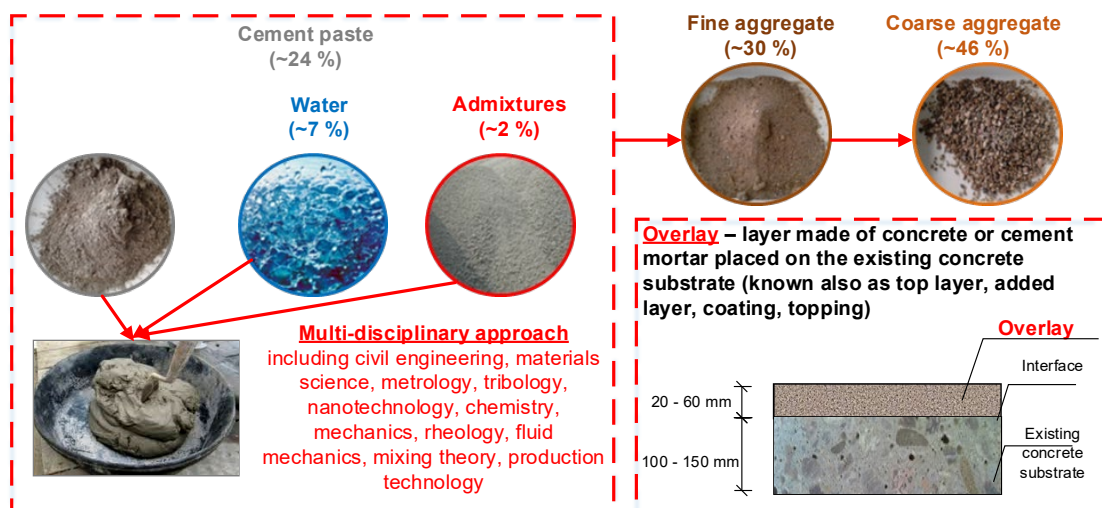 Cement paste
(~24 %)
Water
(~7 %)
Admixtures
(~2 %)
Fine aggregate
(~30 %)
Coarse aggregate
(~46 %)
Multi-disciplinary approach
including civil engineering, materials
science, metrology, tribology,
nanotechnology, chemistry,
mechanics, rheology, fluid
mechanics, mixing theory, production
technology
Overlay – layer made of concrete or cement
mortar placed on the existing concrete
substrate (known also as top layer, added
layer, coating, topping)
Overlay
Interface
20 - 60 mm
100 - 150 mm
Existing
concrete
substrate